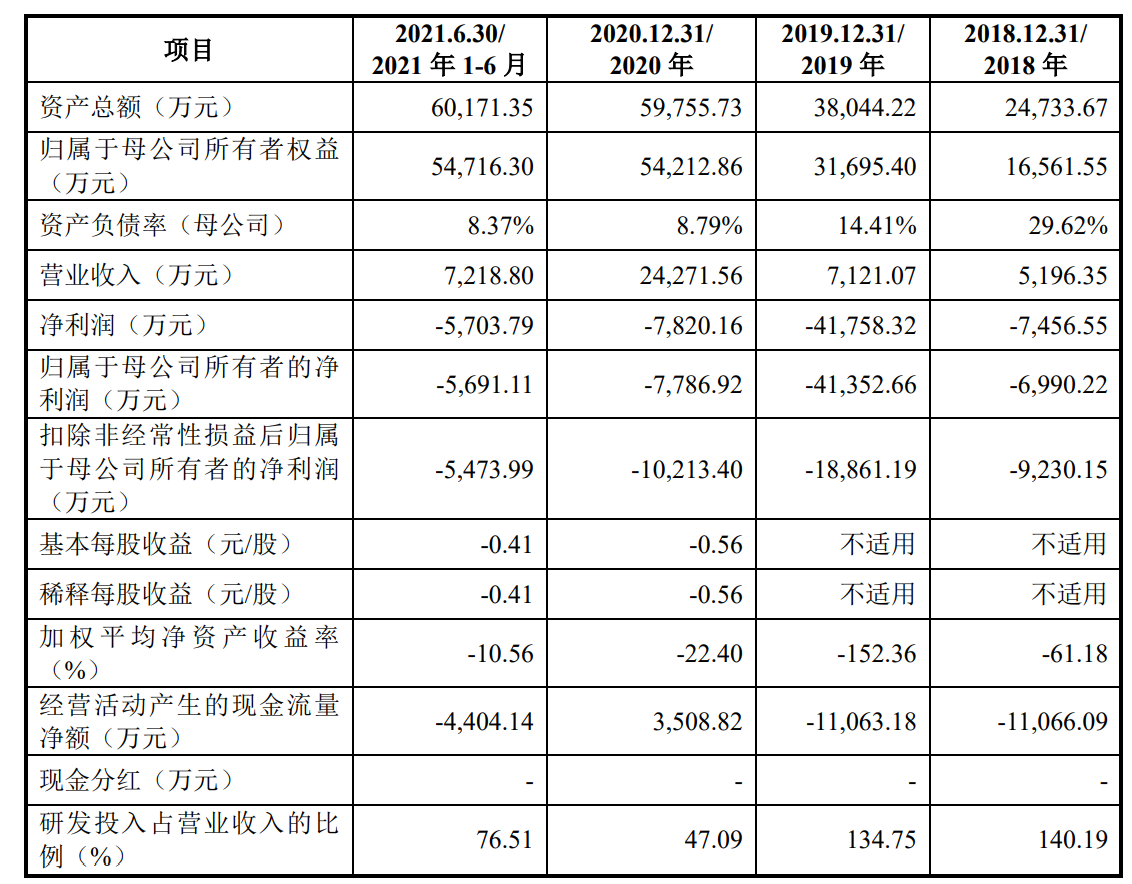 项目 2021.6.30/ 2020.12.31/ 2019.12.31/ 2018.12.31/
2021 年 1-6 月 2020 年 2019 年 2018 年
资产总额（万元） 60,171.35 59,755.73 38,044.22 24,733.67
归属于母公司所有者权益
（万元） 54,716.30 54,212.86 31,695.40 16,561.55
资产负债率（母公司） 8.37% 8.79% 14.41% 29.62%
营业收入（万元） 7,218.80 24,271.56 7,121.07 5,196.35
净利润（万元） -5,703.79 -7,820.16 -41,758.32 -7,456.55
归属于母公司所有者的净
利润（万元） -5,691.11 -7,786.92 -41,352.66 -6,990.22
扣除非经常性损益后归属
于母公司所有者的净利润 -5,473.99 -10,213.40 -18,861.19 -9,230.15
（万元）
基本每股收益（元/股） -0.41 -0.56 不适用 不适用
稀释每股收益（元/股） -0.41 -0.56 不适用 不适用
加权平均净资产收益率
（%） -10.56 -22.40 -152.36 -61.18
经营活动产生的现金流量
净额（万元） -4,404.14 3,508.82 -11,063.18 -11,066.09
现金分红（万元） - - - -
研发投入占营业收入的比
例（%） 76.51 47.09 134.75 140.19